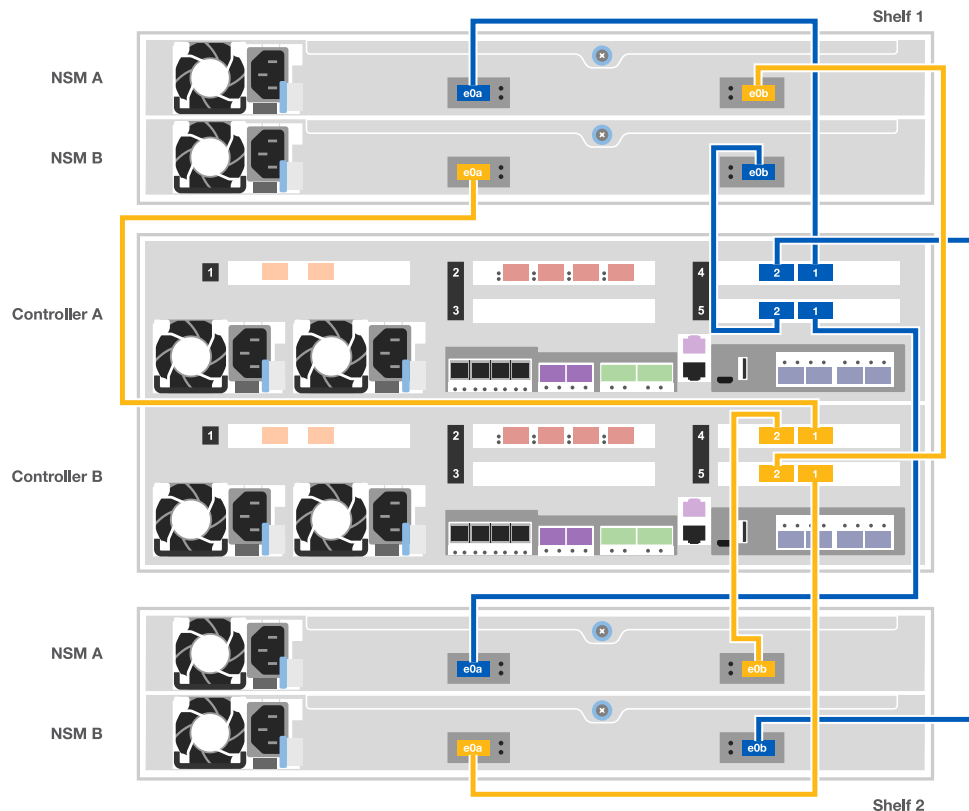 Shelf 1
NSM A
e0a
e0b
NSM B
e0a
e0b
Controller A
1
2
3
4
5
2
1
2
1
Controller B
1
2
3
4
5
2
1
2
1
NSM A
e0a
e0b
NSM B
e0a
e0b
Shelf 2